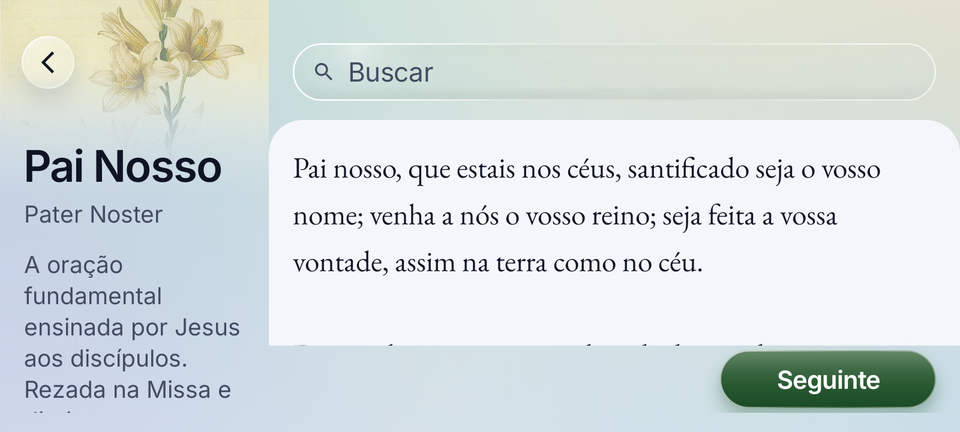 Pai Nosso
Pater Noster
A oração
fundamental
ensinada por Jesus
aos discípulos.
Rezada na Missa e
Buscar
Pai nosso, que estais nos céus, santificado seja o vosso
nome; venha a nós o vosso reino; seja feita a vossa
vontade, assim na terra como no céu.
Seguinte